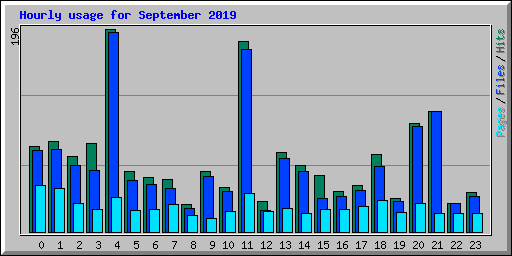 Hourly usage for September 2019
196
Pages/Files/Hits
0 1 2 3 4 5 6 7 8 9 10 11 12 13 14 15 16 17 18 19 20 21 22 23